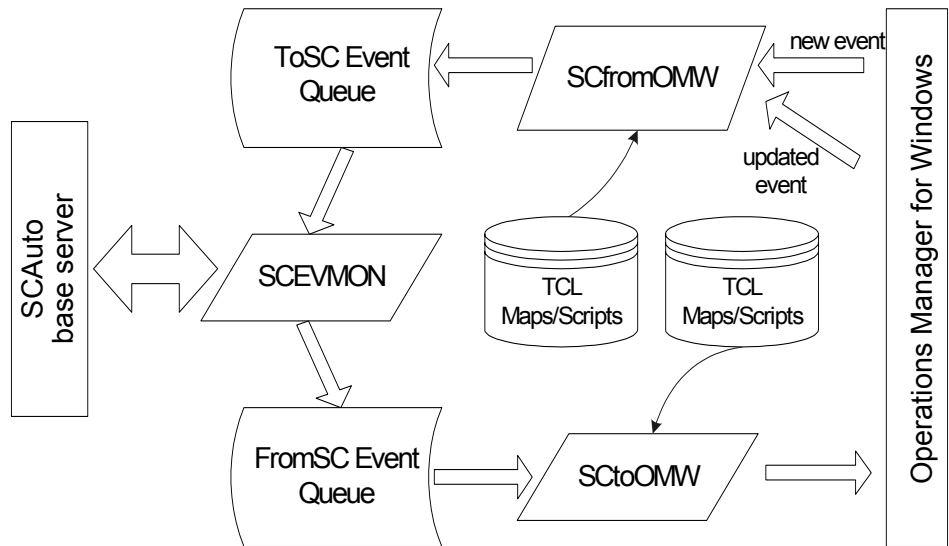 ToSC Event
Queue
SCfromOMW
new event
updated
event
SCAuto
base server
SCEVMON
TCL
Maps/Scripts
TCL
Maps/Scripts
Operations Manager for Windows
FromSC Event
Queue
SCtoOMW